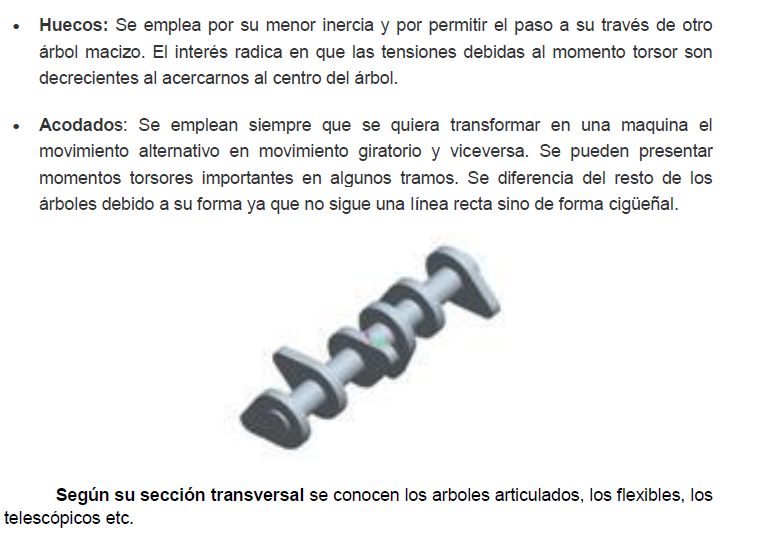 • Huecos: Se emplea por su menor inercia y por permitir el paso a su través de otro
árbol macizo. El interés radica en que las tensiones debidas al momento torsor son
decrecientes al acercarnos al centro del árbol.
• Acodados: Se emplean siempre que se quiera transformar en una maquina el
movimiento alternativo en movimiento giratorio y viceversa. Se pueden presentar
momentos torsores importantes en algunos tramos. Se diferencia del resto de los
árboles debido a su forma ya que no sigue una línea recta sino de forma cigüeñal.
Según su sección transversal se conocen los arboles articulados, los flexibles, los
telescópicos etc.